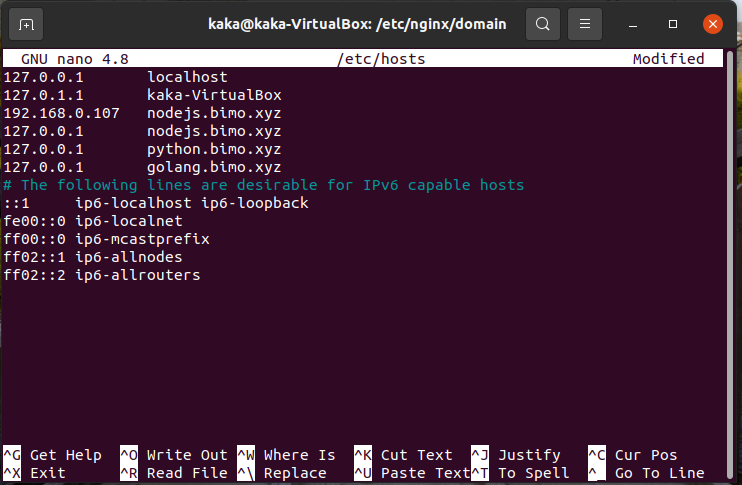 kaka@kaka-VirtualBox: /etc/nginx/domain
GNU nano 4.8 /etc/hosts Modified
127.0.0.1 localhost
127.0.1.1 kaka-VirtualBox
192.168.0.107 nodejs.bimo.xyz
127.0.0.1 nodejs.bimo.xyz
127.0.0.1 python.bimo.xyz
127.0.0.1 golang.bimo.xyz
# The following lines are desirable for IPv6 capable hosts
::1 ip6-localhost ip6-loopback
fe00::0 ip6-localnet
ff00::0 ip6-mcastprefix
ff02::1 ip6-allnodes
ff02::2 ip6-allrouters
^G Get Help ^O Write Out ^W Where Is ^K Cut Text ^J Justify ^C Cur Pos
^X Exit ^R Read File ^\ Replace ^U Paste Text ^T To Spell ^_ Go To Line